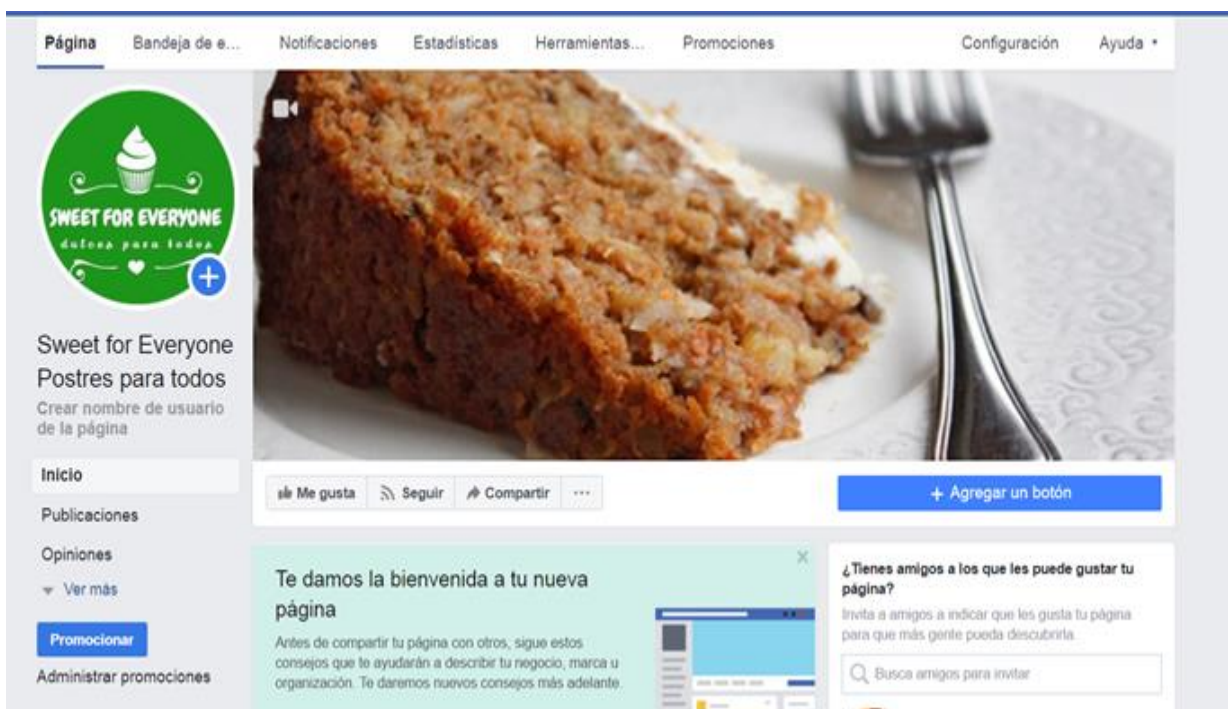 Página Bandeja de e... Notificaciones Estadísticas Herramientas... Promociones Configuración Ayuda
SWEET FOR EVERYONE
dulces para todos
Sweet for Everyone
Postres para todos
Crear nombre de usuario
de la página
Inicio
Publicaciones
Opiniones
Ver más
Promocionar
Administrar promociones
Me gusta Seguir Compartir ...
+ Agregar un botón
Te damos la bienvenida a tu nueva
página
Antes de compartir tu página con otros, sigue estos
consejos que te ayudarán a describir tu negocio, marca u
organización. Te daremos nuevos consejos más adelante.
¿Tienes amigos a los que les puede gustar tu
página?
Invita a amigos a indicar que les gusta tu página
para que más gente pueda descubrirla.
Busca amigos para invitar